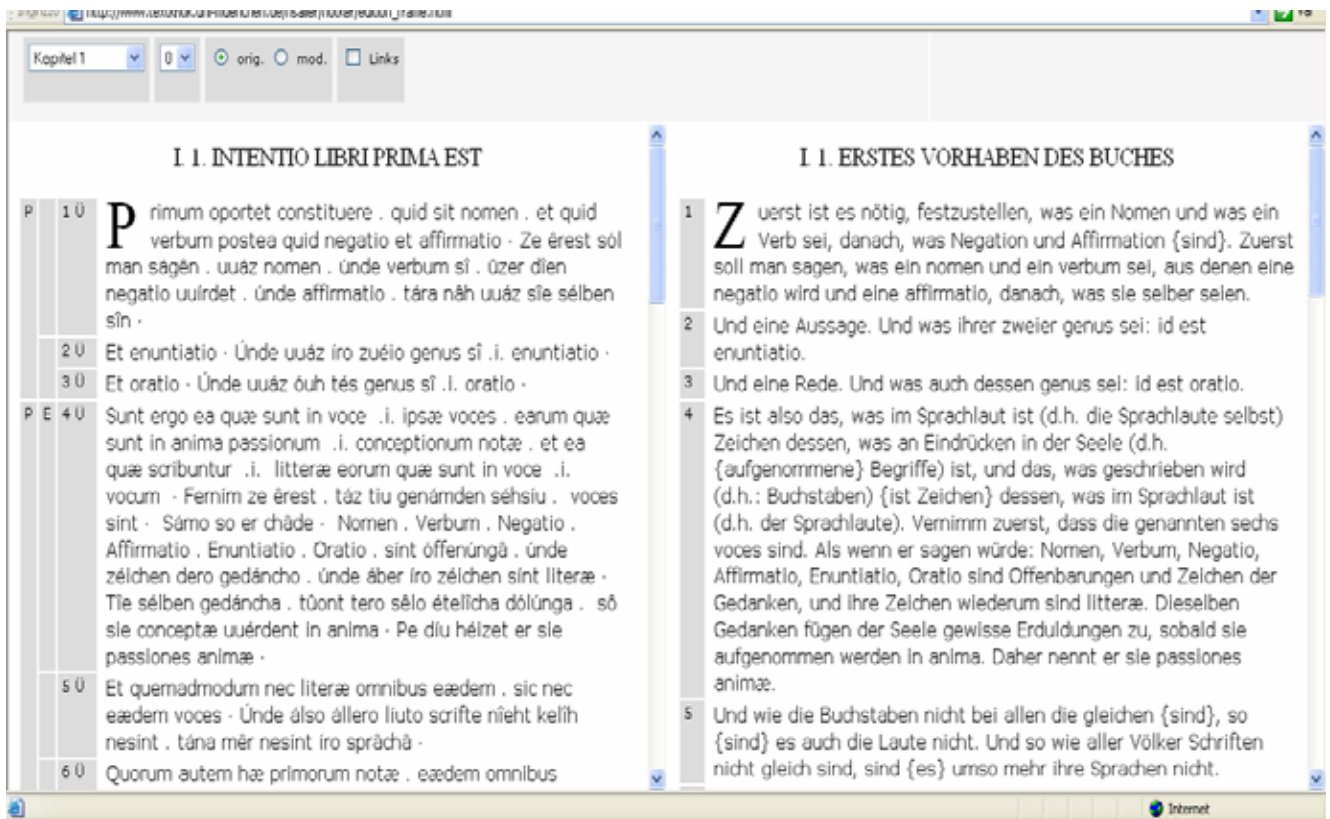 Kapitel 1 0 orig. mod. Links
I. 1. INTENTIO LIBRI PRIMA EST
P 1 Ü Primum oportet constituere . quid sit nomen . et quid
verbum postea quid negatio et affirmatio · Ze êrest sól
man ságên . uuáz nomen . únde verbum sî . ûzer dîen
negatio uuírdet . únde affirmatio . tára nâh uuáz sîe sélben
sîn ·
2 Ü Et enuntiatio · Únde uuáz íro zuéio genus sî .i. enuntiatio ·
3 Ü Et oratio · Únde uuáz óuh tés genus sî .i. oratio ·
P E 4 Ü Sunt ergo ea quæ sunt in voce .i. ipsæ voces . earum quæ
sunt in anima passionum .i. conceptionum notæ . et ea
quæ scribuntur .i. litteræ eorum quæ sunt in voce .i.
vocum · Fernim ze êrest . táz tiu genámden séhsiu . voces
sint · Sámo so er châde · Nomen . Verbum . Negatio .
Affirmatio . Enuntiatio . Oratio . sínt óffenúngâ . únde
zéichen dero gedáncho . únde áber íro zéichen sínt literæ ·
Tîe sélben gedáncha . tûont tero sêlo ételîcha dólúnga . sô
sie conceptæ uuérdent in anima · Pe díu héizet er sie
passiones animæ ·
5 Ü Et quemadmodum nec literæ omnibus eædem . sic nec
eædem voces · Únde álso állero líuto scrifte nîeht kelîh
nesint . tána mêr nesint íro sprâchâ ·
6 Ü Quorum autem hæ primorum notæ . eædem omnibus
I. 1. ERSTES VORHABEN DES BUCHES
1 Zuerst ist es nötig, festzustellen, was ein Nomen und was ein
Verb sei, danach, was Negation und Affirmation {sind}. Zuerst
soll man sagen, was ein nomen und ein verbum sei, aus denen eine
negatio wird und eine affirmatio, danach, was sie selber seien.
2 Und eine Aussage. Und was ihrer zweier genus sei: id est
enuntiatio.
3 Und eine Rede. Und was auch dessen genus sei: id est oratio.
4 Es ist also das, was im Sprachlaut ist (d.h. die Sprachlaute selbst)
Zeichen dessen, was an Eindrücken in der Seele (d.h.
{aufgenommene} Begriffe) ist, und das, was geschrieben wird
(d.h.: Buchstaben) {ist Zeichen} dessen, was im Sprachlaut ist
(d.h. der Sprachlaute). Vernimm zuerst, dass die genannten sechs
voces sind. Als wenn er sagen würde: Nomen, Verbum, Negatio,
Affirmatio, Enuntiatio, Oratio sind Offenbarungen und Zeichen der
Gedanken, und ihre Zeichen wiederum sind litteræ. Dieselben
Gedanken fügen der Seele gewisse Erduldungen zu, sobald sie
aufgenommen werden in anima. Daher nennt er sie passiones
animæ.
5 Und wie die Buchstaben nicht bei allen die gleichen {sind}, so
{sind} es auch die Laute nicht. Und so wie aller Völker Schriften
nicht gleich sind, sind {es} umso mehr ihre Sprachen nicht.
Internet